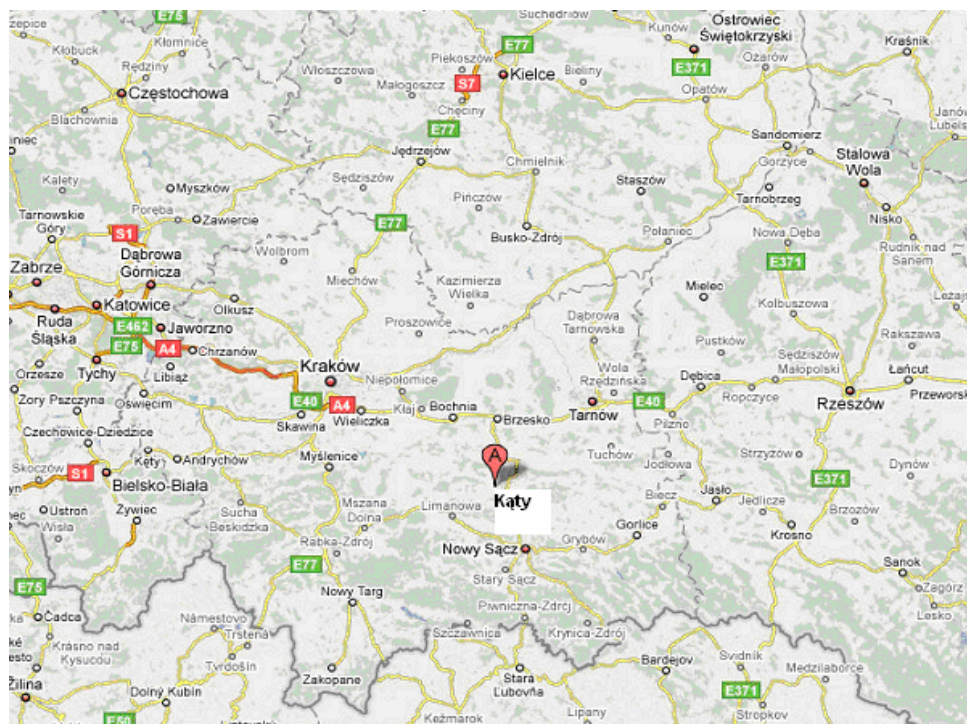 E75
Suchedniów
Ostrowiec
Świętokrzyski
Kłobuck
Kłomnice
E77
Kunów
Kraśnik
Rędziny
Włoszczowa
Piekoszów
Kielce
Bieliny
E371
Ożarów
Częstochowa
Małogoszcz
S7
Opatów
Blachownia
Chęciny
E77
Sandomierz
Jędrzejów
Chmielnik
Gorzyce
Stalowa
Wola
Kalety
Myszków
Sędziszów
Staszów
Tarnobrzeg
Tarnowskie
Góry
Poręba
Zawiercie
Pińczów
Nisko
S1
E77
Busko-Zdrój
Połaniec
Nowa Dęba
Rudnik nad
Sanem
Dąbrowa
Górnicza
Wolbrom
E371
Zabrze
Miechów
Kazimierza
Wielka
Mielec
Katowice
Olkusz
Kolbuszowa
Leżajs
Ruda
Śląska
E462
Jaworzno
Proszowice
Dąbrowa
Tarnowska
Rakszawa
E75
A4
Chrzanów
Pustków
Sędziszów
Małopolski
Orzesze
Tychy
Libiąż
Kraków
Niepołomice
Wola
Rzędzińska
Dębica
Łańcut
Żory
Pszczyna
Oświęcim
E40
A4
Kłaj
Bochnia
Tarnów
E40
Ropczyce
Rzeszów
Przeworsk
Skawina
Wieliczka
Brzesko
Pilzno
Czechowice-Dziedzice
Kęty
Andrychów
Myślenice
A
Tuchów
Jodłowa
Strzyżów
Dynów
Skoczów
S1
Bielsko-Biała
Kąty
E371
Ustroń
Wisła
Żywiec
Sucha
Beskidzka
Mszana
Dolna
Limanowa
Biecz
Jasło
Jedlicze
Brzozów
Rabka-Zdrój
Nowy Sącz
Grybów
Gorlice
Krosno
E75
E77
Stary Sącz
Sanok
Zagórz
Nowy Targ
Piwniczna-Zdrój
Lesko
Čadca
Námestovo
Trstená
Szczawnica
Krynica-Zdrój
Krásno nad
Kysucou
Tvrdošín
Zakopane
Stará
Ľubovňa
Bardejov
Svidník
Medzilaborce
Žilina
Dolný Kubín
E371
E50
Kežmarok
Lipany
Stropkov